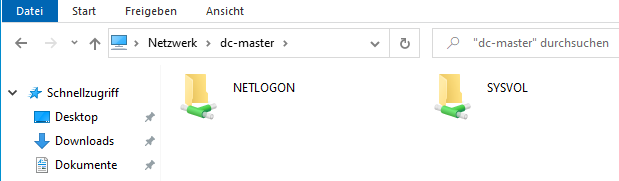 Datei Start Freigeben Ansicht
Netzwerk dc-master "dc-master" durchsuchen
NETLOGON SYSVOL
Schnellzugriff
Desktop
Downloads
Dokumente